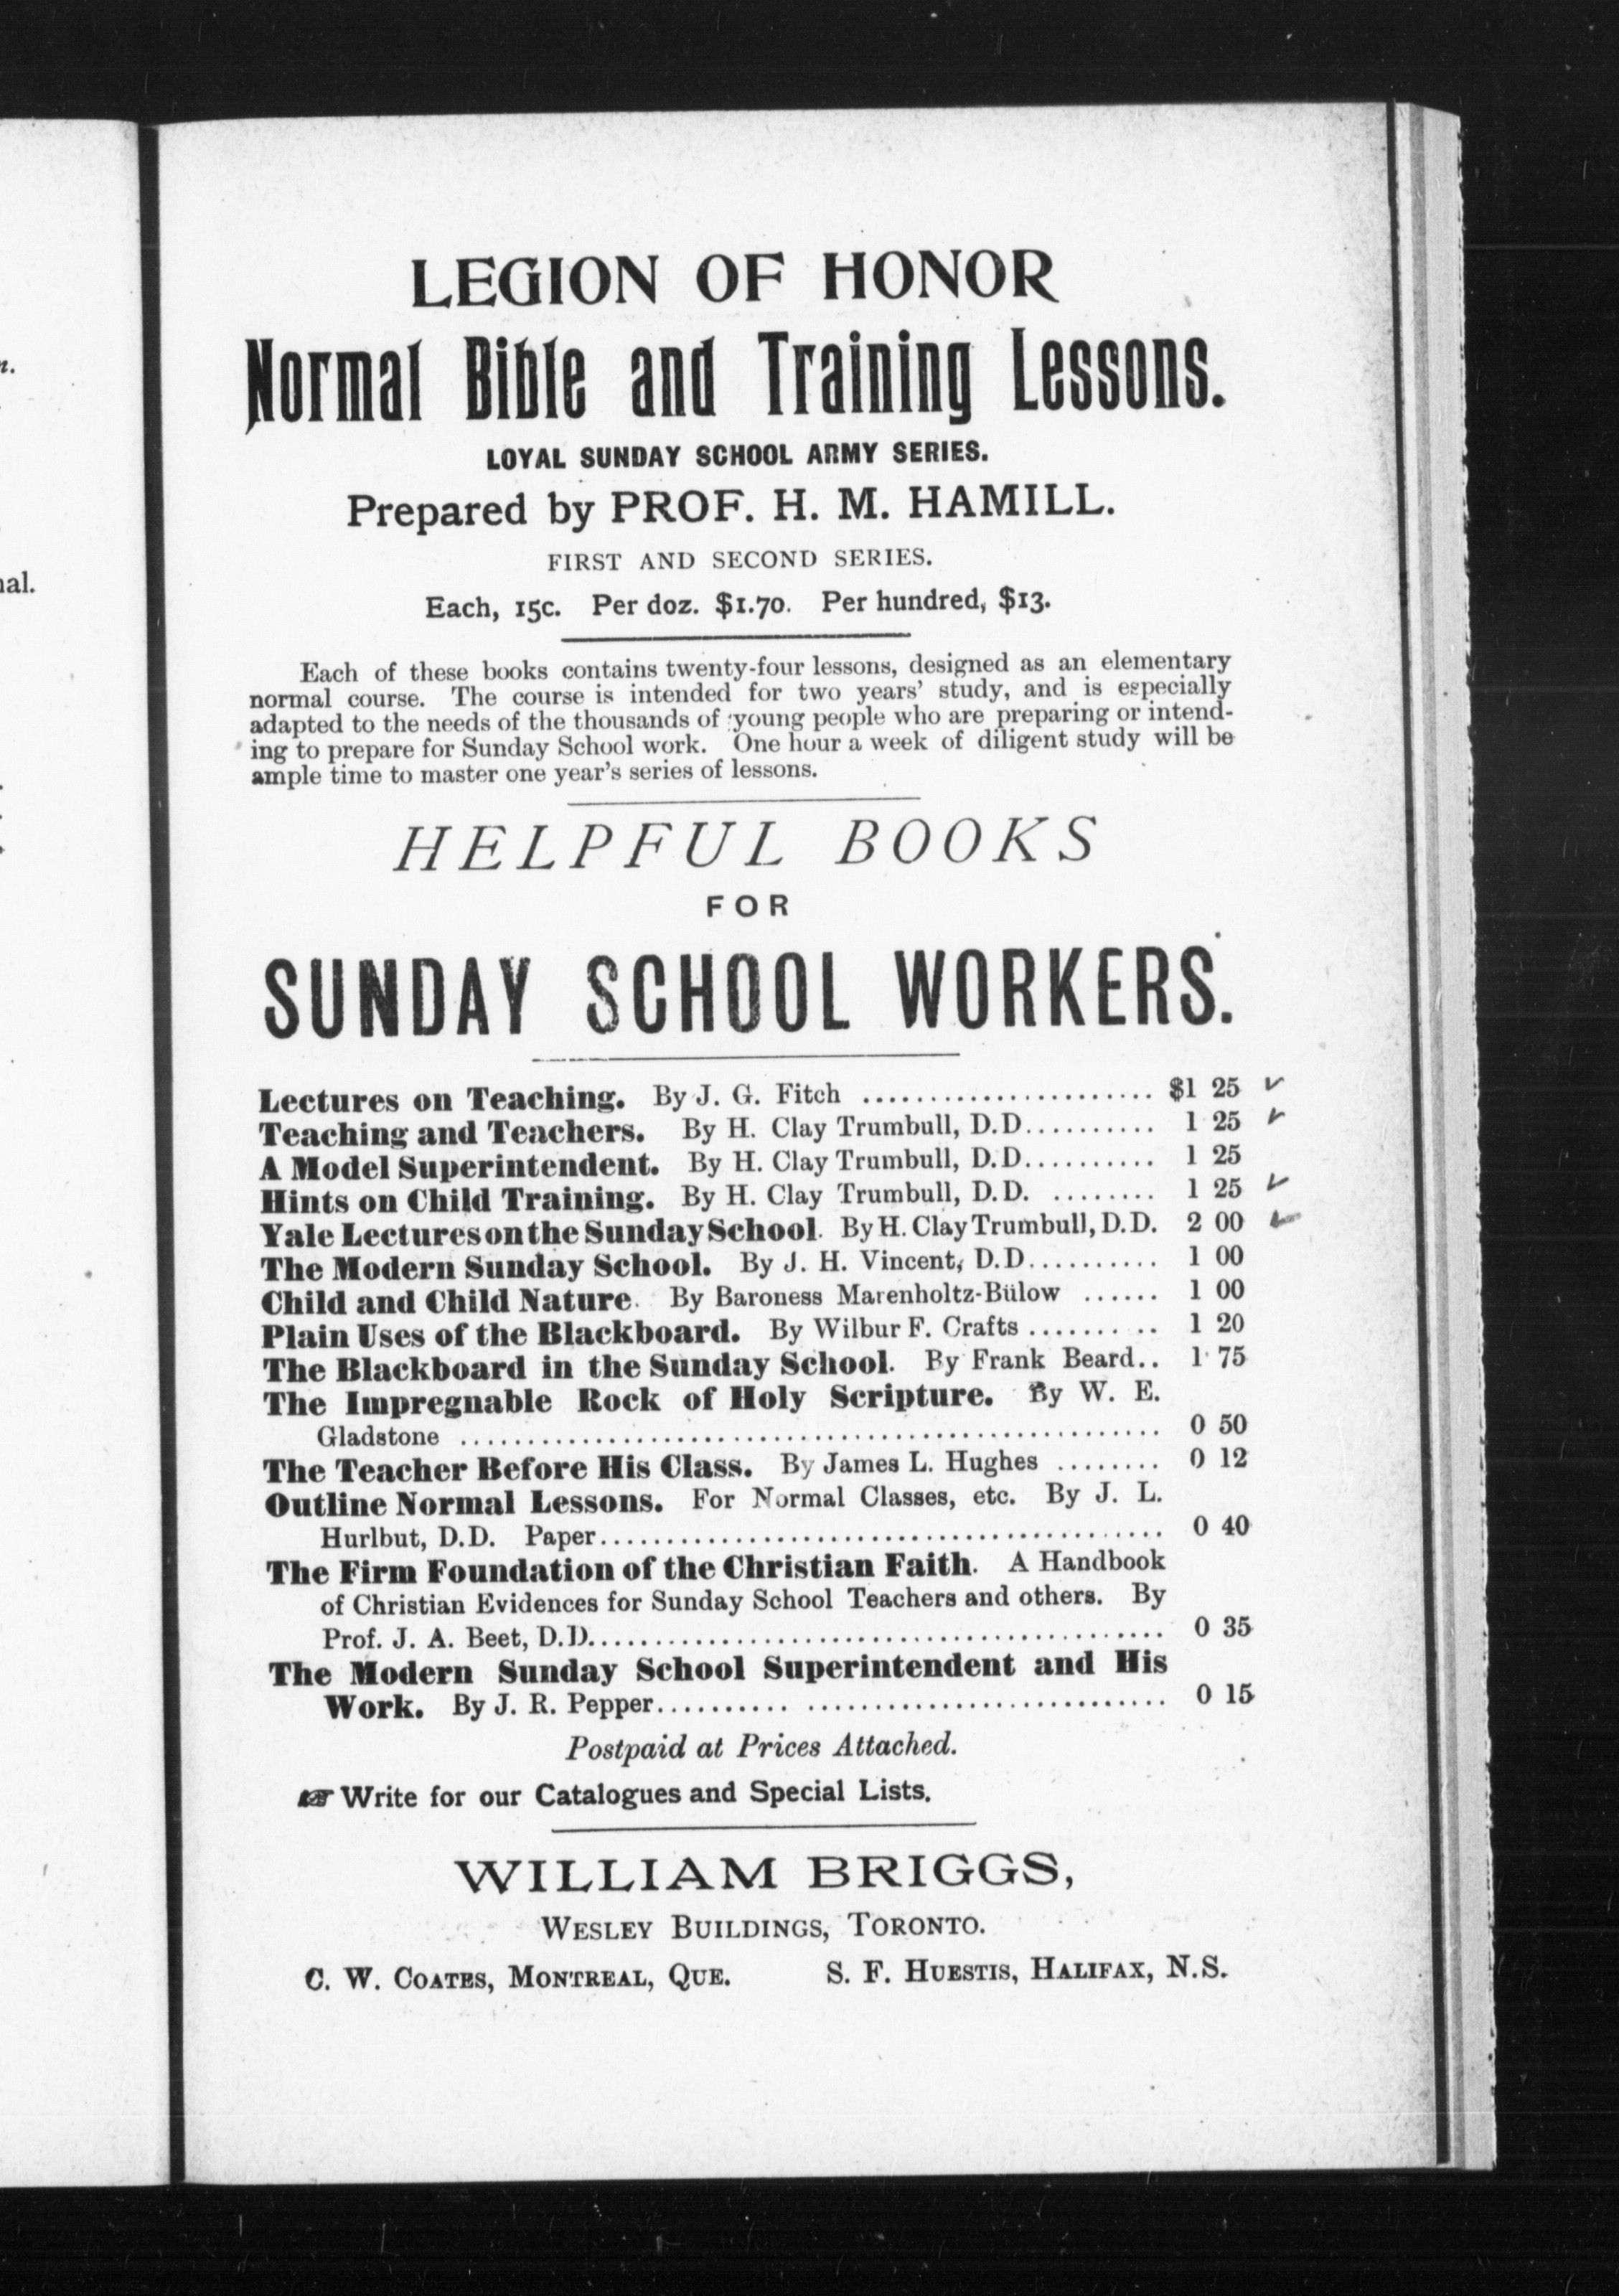 LEGION OF HONOR
Normal Bible and Training Lessons.
LOYAL SUNDAY SCHOOL ARMY SERIES.
Prepared by PROF. H. M. HAMILL.
FIRST AND SECOND SERIES.
Each, 15c. Per doz. $1.70. Per hundred, $13.
Each of these books contains twenty-four lessons, designed as an elementary
normal course. The course is intended for two years' study, and is especially
adapted to the needs of the thousands of young people who are preparing or intend-
ing to prepare for Sunday School work. One hour a week of diligent study will be
ample time to master one year's series of lessons.
HELPFUL BOOKS
FOR
SUNDAY SCHOOL WORKERS.
Lectures on Teaching. By J. G. Fitch ...................... $1 25 ✓
Teaching and Teachers. By H. Clay Trumbull, D.D.......... 1 25 ✓
A Model Superintendent. By H. Clay Trumbull, D.D.......... 1 25
Hints on Child Training. By H. Clay Trumbull, D.D. ........ 1 25 ✓
Yale Lectures on the Sunday School. By H. Clay Trumbull, D.D. 2 00 ✓
The Modern Sunday School. By J. H. Vincent, D.D.......... 1 00
Child and Child Nature. By Baroness Marenholtz-Bülow ...... 1 00
Plain Uses of the Blackboard. By Wilbur F. Crafts .......... 1 20
The Blackboard in the Sunday School. By Frank Beard.. 1 75
The Impregnable Rock of Holy Scripture. By W. E.
Gladstone .................................................... 0 50
The Teacher Before His Class. By James L. Hughes ........ 0 12
Outline Normal Lessons. For Normal Classes, etc. By J. L.
Hurlbut, D.D. Paper.......................................... 0 40
The Firm Foundation of the Christian Faith. A Handbook
of Christian Evidences for Sunday School Teachers and others. By
Prof. J. A. Beet, D.D.......................................... 0 35
The Modern Sunday School Superintendent and His
Work. By J. R. Pepper..................................... 0 15
Postpaid at Prices Attached.
☞ Write for our Catalogues and Special Lists.
WILLIAM BRIGGS,
WESLEY BUILDINGS, TORONTO.
C. W. COATES, MONTREAL, QUE. S. F. HUESTIS, HALIFAX, N.S.